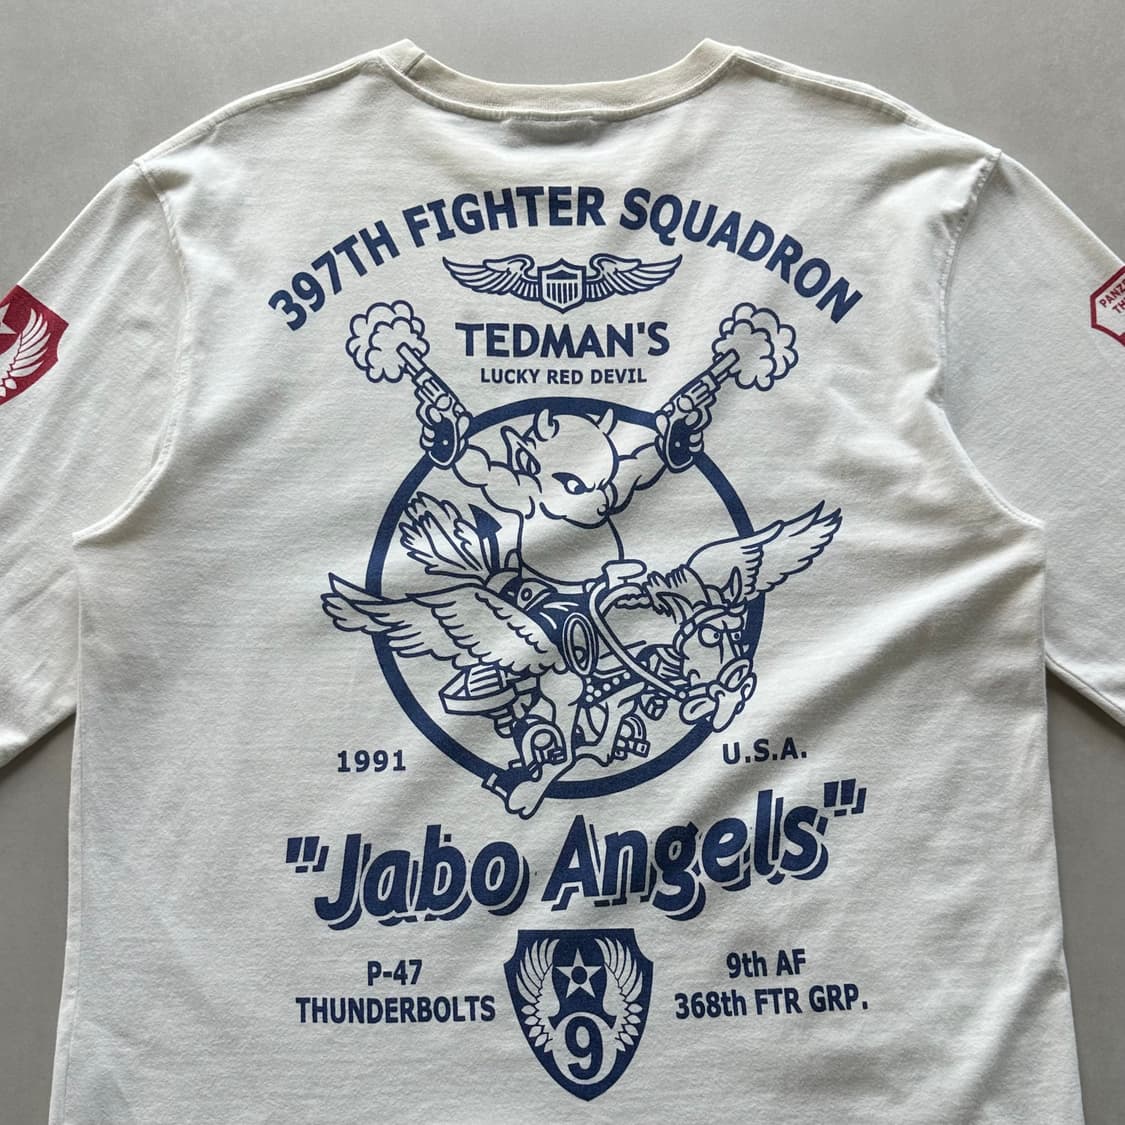 397TH FIGHTER SQUADRON
TEDMAN'S
LUCKY RED DEVIL
1991
U.S.A.
"Jabo Angels"
P-47
THUNDERBOLTS
9th AF
368th FTR GRP.
9